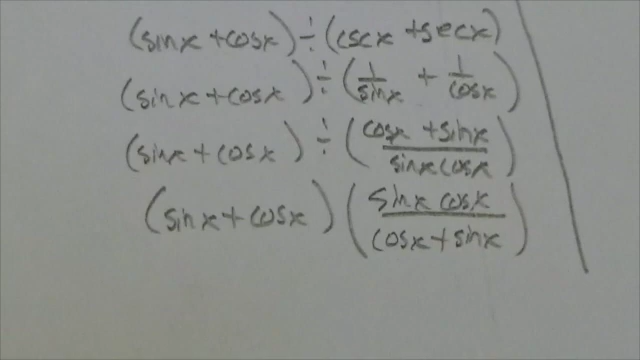 (sinx + cosx) ÷ (cscx + secx)
(sinx + cosx) ÷ (1/sinx + 1/cosx)
(sinx + cosx) ÷ (cosx + sinx / sinx cosx)
(sinx + cosx) (sinx cosx / cosx + sinx)